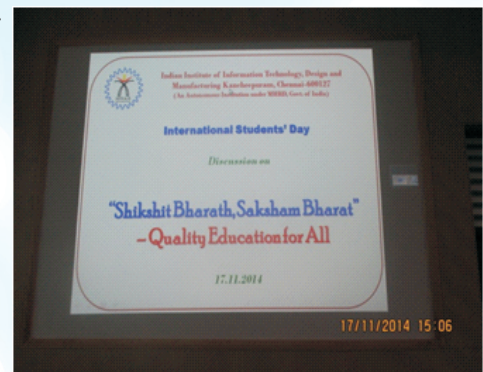 Indian Institute of Information Technology, Design and
Manufacturing Kancheepuram, Chennai-600127
(An Autonomous Institution under MHRD, Govt of India)
International Students' Day
Discussion on
"Shikshit Bharath, Saksham Bharat"
– Quality Education for All
17.11.2014
17/11/2014 15:06